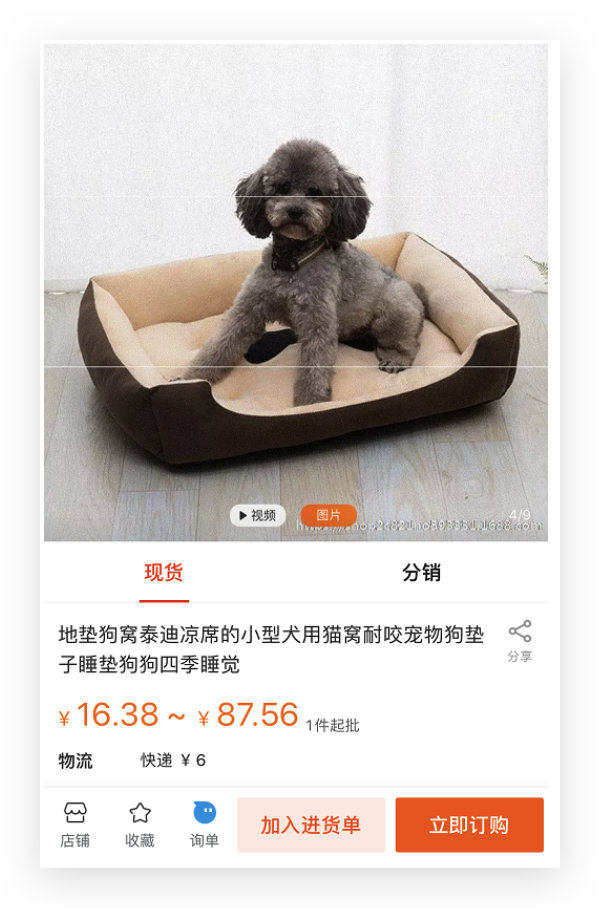 视频
图片
4/9
现货
分销
地垫狗窝泰迪凉席的小型犬用猫窝耐咬宠物狗垫
子睡垫狗狗四季睡觉
分享
¥16.38 ~ ¥87.56 1件起批
物流 快递 ¥ 6
店铺
收藏
询单
加入进货单
立即订购